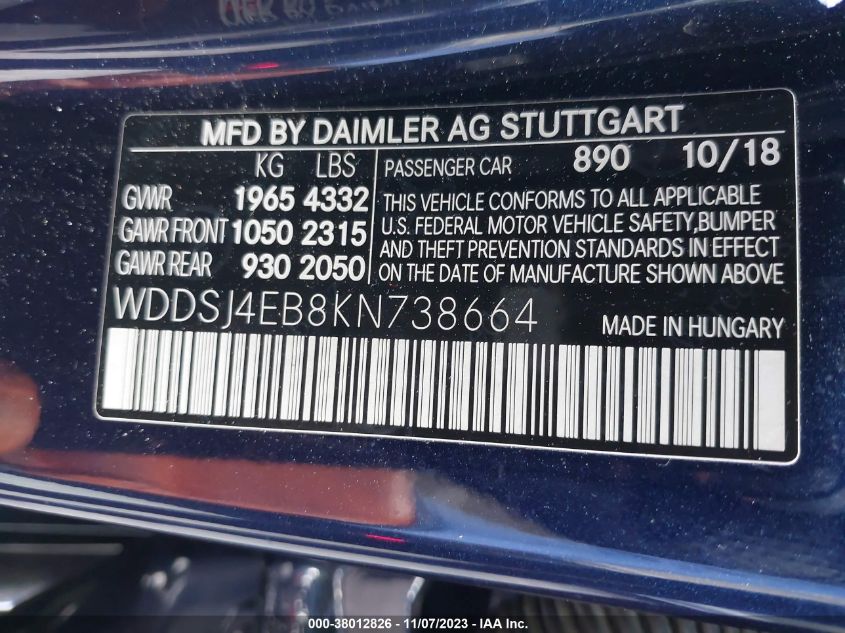 MFD BY DAIMLER AG STUTTGART
KG LBS
GVWR 1965 4332
GAWR FRONT 1050 2315
GAWR REAR 930 2050
PASSENGER CAR 890 10/18
THIS VEHICLE CONFORMS TO ALL APPLICABLE
U.S. FEDERAL MOTOR VEHICLE SAFETY,BUMPER
AND THEFT PREVENTION STANDARDS IN EFFECT
ON THE DATE OF MANUFACTURE SHOWN ABOVE
WDDSJ4EB8KN738664
MADE IN HUNGARY
000-38012826 - 11/07/2023 - IAA Inc.